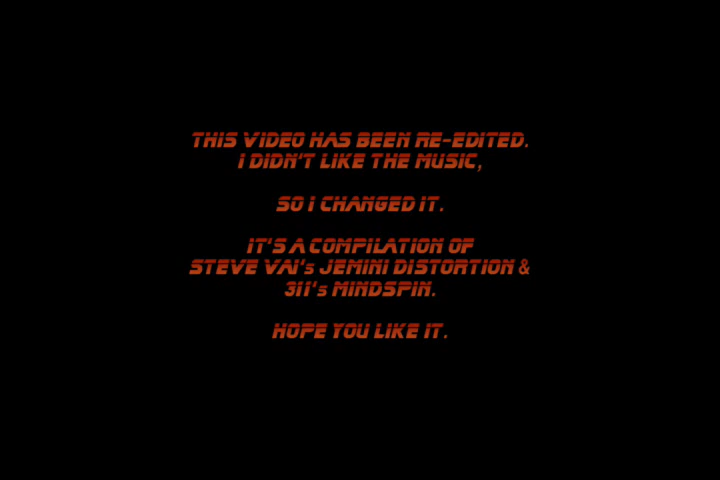 THIS VIDEO HAS BEEN RE-EDITED.
I DIDN'T LIKE THE MUSIC,
SO I CHANGED IT.
IT'S A COMPILATION OF
STEVE VAI's JEMINI DISTORTION &
311's MINDSPIN.
HOPE YOU LIKE IT.